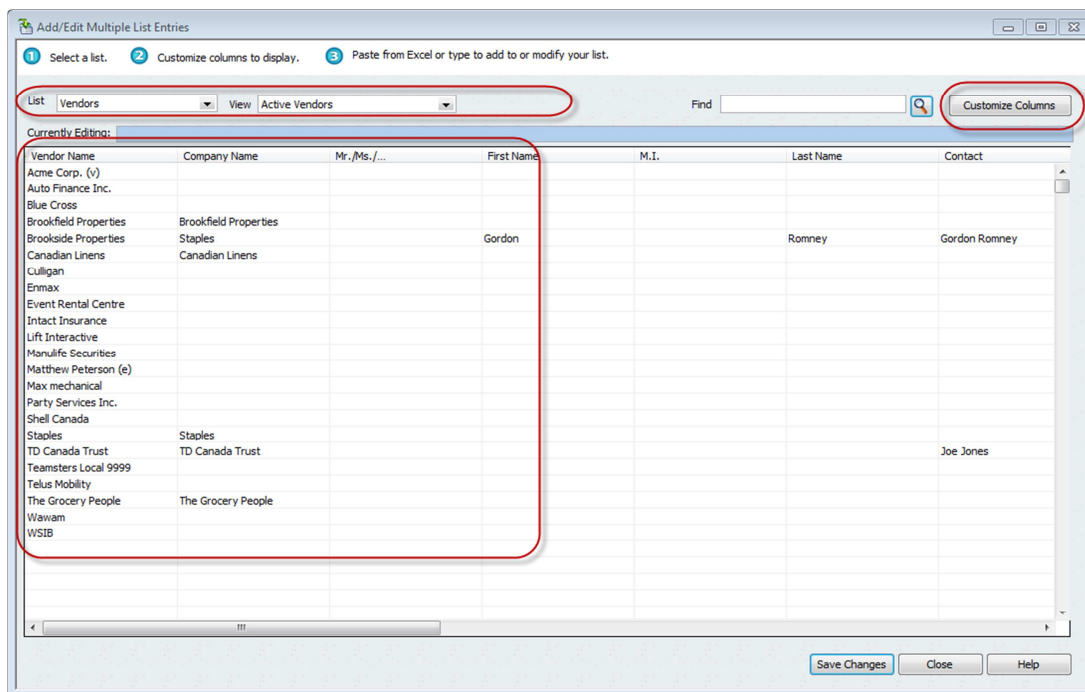 Add/Edit Multiple List Entries
1 Select a list. 2 Customize columns to display. 3 Paste from Excel or type to add to or modify your list.
List Vendors View Active Vendors Find Customize Columns
Currently Editing:
Vendor Name Company Name Mr./Ms./... First Name M.I. Last Name Contact
Acme Corp. (v)
Auto Finance Inc.
Blue Cross
Brookfield Properties Brookfield Properties
Brookside Properties Staples Gordon Romney Gordon Romney
Canadian Linens Canadian Linens
Culligan
Enmax
Event Rental Centre
Intact Insurance
Lift Interactive
Manulife Securities
Matthew Peterson (e)
Max mechanical
Party Services Inc.
Shell Canada
Staples Staples
TD Canada Trust TD Canada Trust Joe Jones
Teamsters Local 9999
Telus Mobility
The Grocery People The Grocery People
Wawam
WSIB
Save Changes Close Help